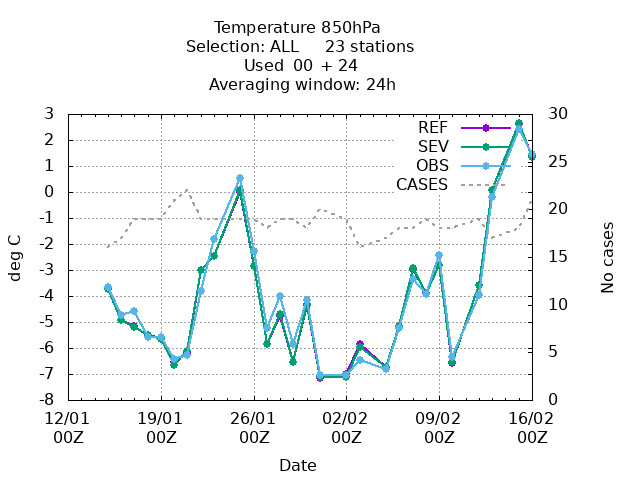 Temperature 850hPa
Selection: ALL 23 stations
Used 00 + 24
Averaging window: 24h
3
2
1
0
-1
-2
-3
-4
-5
-6
-7
-8
deg C
30
25
20
15
10
5
0
No cases
REF
SEV
OBS
CASES
12/01 19/01 26/01 02/02 09/02 16/02
00Z 00Z 00Z 00Z 00Z 00Z
Date